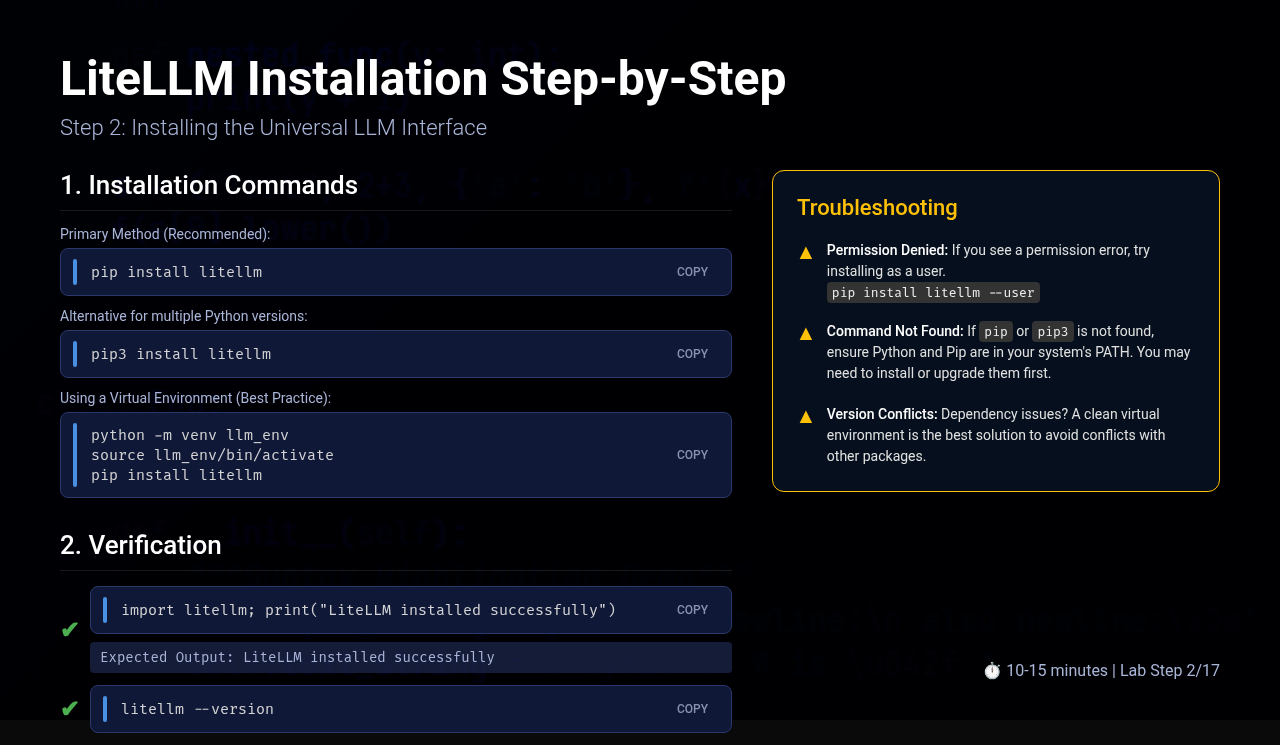 LiteLLM Installation Step-by-Step
Step 2: Installing the Universal LLM Interface
1. Installation Commands
Primary Method (Recommended):
pip install litellm
COPY
Alternative for multiple Python versions:
pip3 install litellm
COPY
Using a Virtual Environment (Best Practice):
python -m venv llm_env
source llm_env/bin/activate
pip install litellm
COPY
2. Verification
import litellm; print("LiteLLM installed successfully")
COPY
Expected Output: LiteLLM installed successfully
litellm --version
COPY
Troubleshooting
Permission Denied: If you see a permission error, try
installing as a user.
pip install litellm --user
Command Not Found: If pip or pip3 is not found,
ensure Python and Pip are in your system's PATH. You may
need to install or upgrade them first.
Version Conflicts: Dependency issues? A clean virtual
environment is the best solution to avoid conflicts with
other packages.
10-15 minutes | Lab Step 2/17